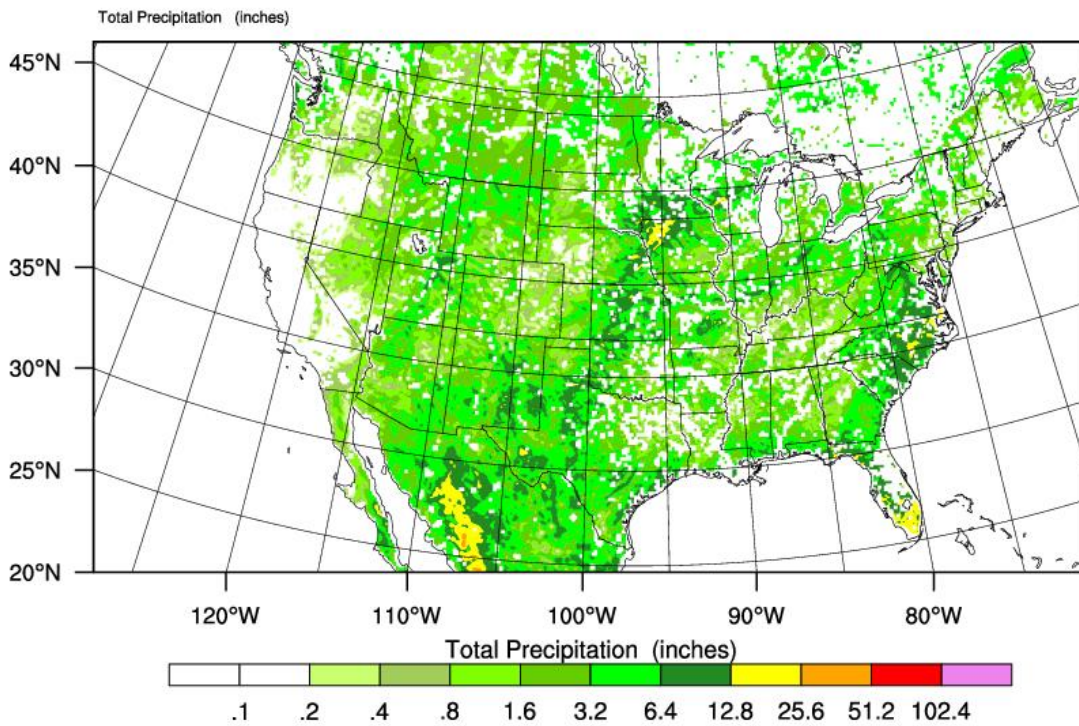 Total Precipitation (inches)
45°N
40°N
35°N
30°N
25°N
20°N
120°W 110°W 100°W 90°W 80°W
Total Precipitation (inches)
.1 .2 .4 .8 1.6 3.2 6.4 12.8 25.6 51.2 102.4